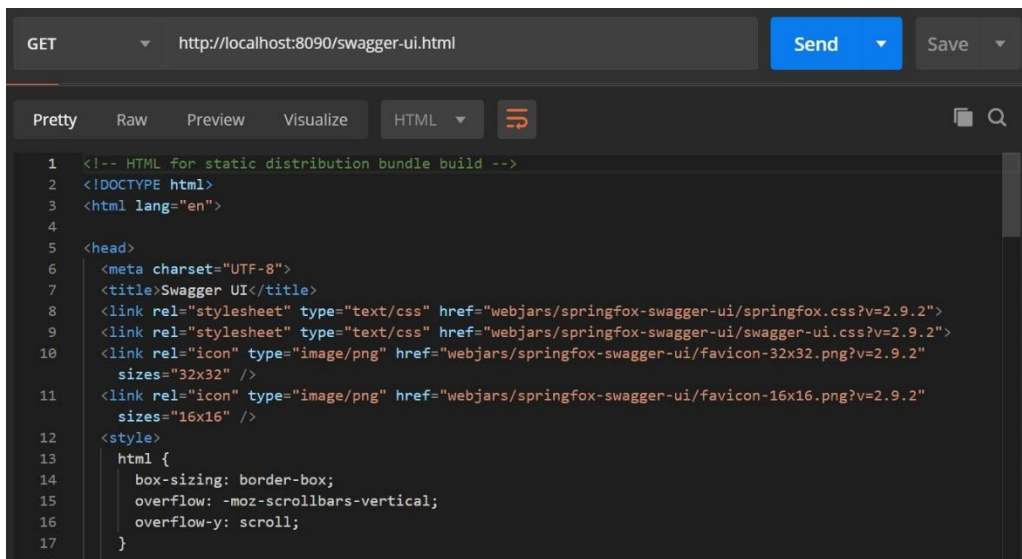 GET http://localhost:8090/swagger-ui.html Send Save
Pretty Raw Preview Visualize HTML
1 <!-- HTML for static distribution bundle build -->
2 <!DOCTYPE html>
3 <html lang="en">
4
5 <head>
6 <meta charset="UTF-8">
7 <title>Swagger UI</title>
8 <link rel="stylesheet" type="text/css" href="webjars/springfox-swagger-ui/springfox.css?v=2.9.2">
9 <link rel="stylesheet" type="text/css" href="webjars/springfox-swagger-ui/swagger-ui.css?v=2.9.2">
10 <link rel="icon" type="image/png" href="webjars/springfox-swagger-ui/favicon-32x32.png?v=2.9.2"
sizes="32x32" />
11 <link rel="icon" type="image/png" href="webjars/springfox-swagger-ui/favicon-16x16.png?v=2.9.2"
sizes="16x16" />
12 <style>
13 html {
14 box-sizing: border-box;
15 overflow: -moz-scrollbars-vertical;
16 overflow-y: scroll;
17 }